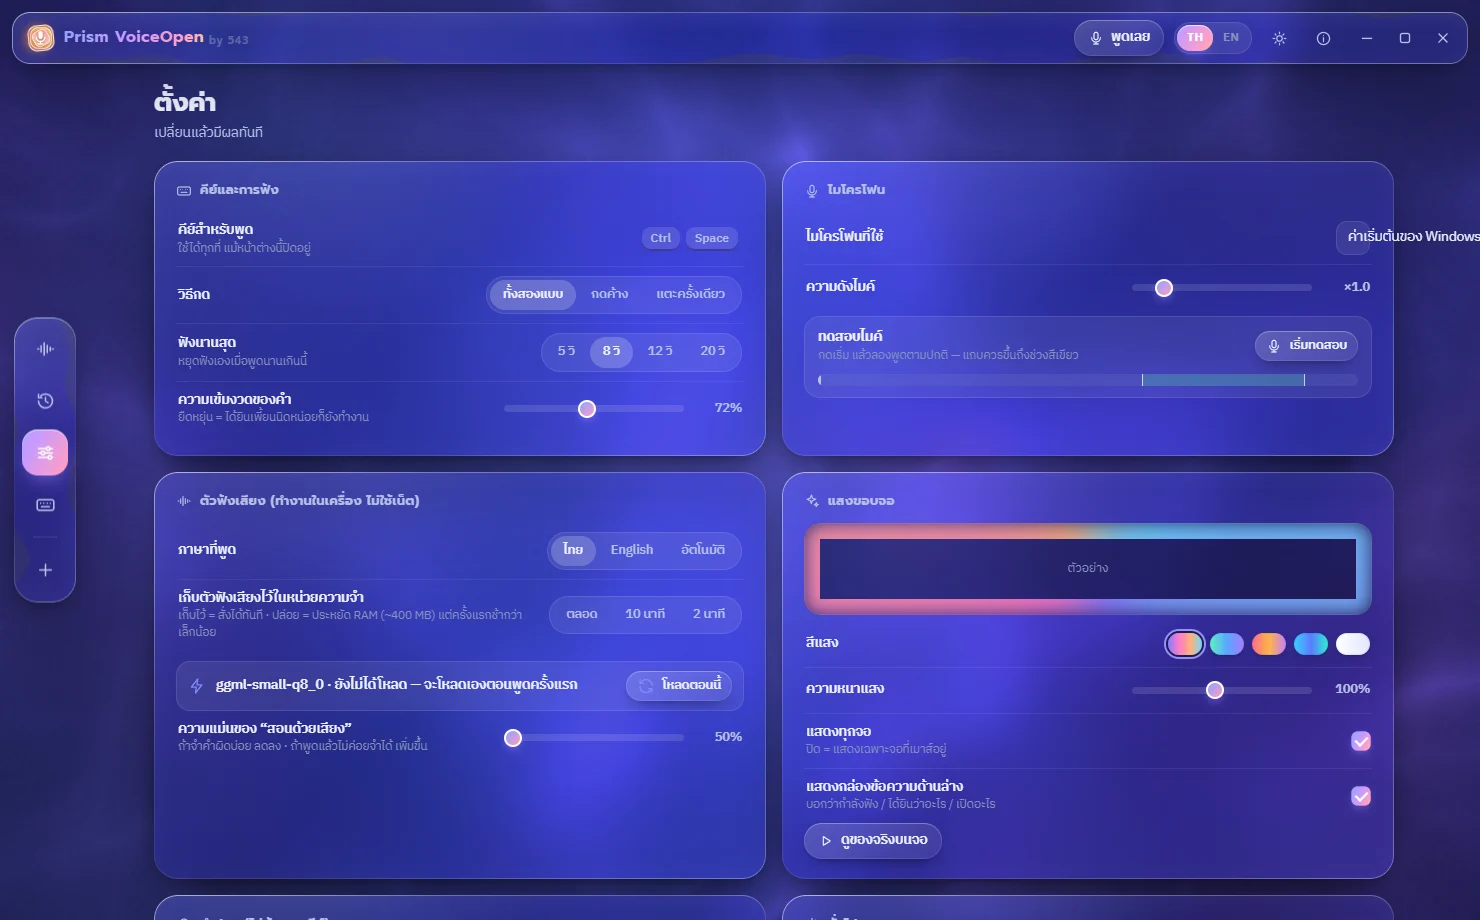 Prism VoiceOpen by 543
พูดเลย
TH EN
ตั้งค่า
เปลี่ยนแล้วมีผลทันที
คีย์และการฟัง
คีย์สำหรับพูด
ใช้ได้ทุกที่ แม้หน้าต่างนี้ปิดอยู่
Ctrl Space
วิธีกด
ทั้งสองแบบ กดค้าง แตะครั้งเดียว
ฟังนานสุด
หยุดฟังเองเมื่อพูดนานเกินนี้
5 วิ 8 วิ 12 วิ 20 วิ
ความเข้มงวดของคำ
ยืดหยุ่น = ได้ยินเพี้ยนนิดหน่อยก็ยังทำงาน
72%
ไมโครโฟน
ไมโครโฟนที่ใช้
ค่าเริ่มต้นของ Windows
ความดังไมค์
×1.0
ทดสอบไมค์
กดเริ่ม แล้วลองพูดตามปกติ — แถบควรขึ้นถึงช่วงสีเขียว
เริ่มทดสอบ
ตัวฟังเสียง (ทำงานในเครื่อง ไม่ใช้เน็ต)
ภาษาที่พูด
ไทย English อัตโนมัติ
เก็บตัวฟังเสียงไว้ในหน่วยความจำ
เก็บไว้ = สั่งได้ทันที · ปล่อย = ประหยัด RAM (~400 MB) แต่ครั้งแรกช้ากว่า
เล็กน้อย
ตลอด 10 นาที 2 นาที
ggml-small-q8_0 · ยังไม่ได้โหลด — จะโหลดเองตอนพูดครั้งแรก
โหลดตอนนี้
ความแม่นของ “สอนด้วยเสียง”
ถ้าจำคำผิดบ่อย ลดลง · ถ้าพูดแล้วไม่ค่อยจำได้ เพิ่มขึ้น
50%
แสงขอบจอ
ตัวอย่าง
สีแสง
ความหนาแสง
100%
แสดงทุกจอ
ปิด = แสดงเฉพาะจอที่เมาส์อยู่
แสดงกล่องข้อความด้านล่าง
บอกว่ากำลังฟัง / ได้ยินว่าอะไร / เปิดอะไร
ดูของจริงบนจอ